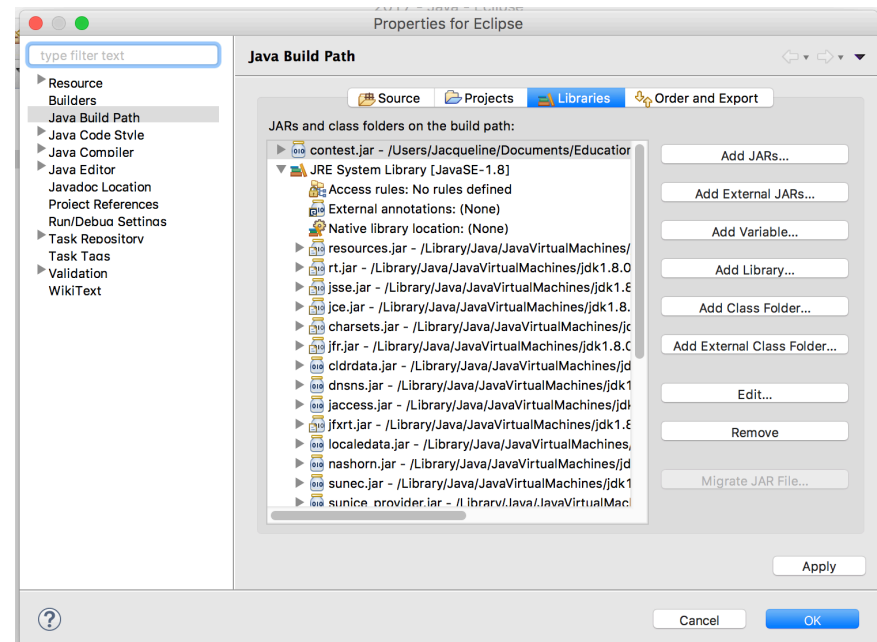 2017 - Java - Eclipse
Properties for Eclipse
type filter text
Resource
Builders
Java Build Path
Java Code Style
Java Compiler
Java Editor
Javadoc Location
Project References
Run/Debug Settings
Task Repository
Task Tags
Validation
WikiText
Java Build Path
Source
Projects
Libraries
Order and Export
JARs and class folders on the build path:
contest.jar - /Users/Jacqueline/Documents/Education
JRE System Library [JavaSE-1.8]
Access rules: No rules defined
External annotations: (None)
Native library location: (None)
resources.jar - /Library/Java/JavaVirtualMachines/
rt.jar - /Library/Java/JavaVirtualMachines/jdk1.8.0
jsse.jar - /Library/Java/JavaVirtualMachines/jdk1.8
jce.jar - /Library/Java/JavaVirtualMachines/jdk1.8.
charsets.jar - /Library/Java/JavaVirtualMachines/jd
jfr.jar - /Library/Java/JavaVirtualMachines/jdk1.8.0
cldrdata.jar - /Library/Java/JavaVirtualMachines/jd
dnsns.jar - /Library/Java/JavaVirtualMachines/jdk1
jaccess.jar - /Library/Java/JavaVirtualMachines/jdk
jfxrt.jar - /Library/Java/JavaVirtualMachines/jdk1.8
localedata.jar - /Library/Java/JavaVirtualMachines/
nashorn.jar - /Library/Java/JavaVirtualMachines/jd
sunec.jar - /Library/Java/JavaVirtualMachines/jdk1
sunjce_provider.jar - /Library/Java/JavaVirtualMacl
Add JARs...
Add External JARs...
Add Variable...
Add Library...
Add Class Folder...
Add External Class Folder...
Edit...
Remove
Migrate JAR File...
Apply
?
Cancel
OK